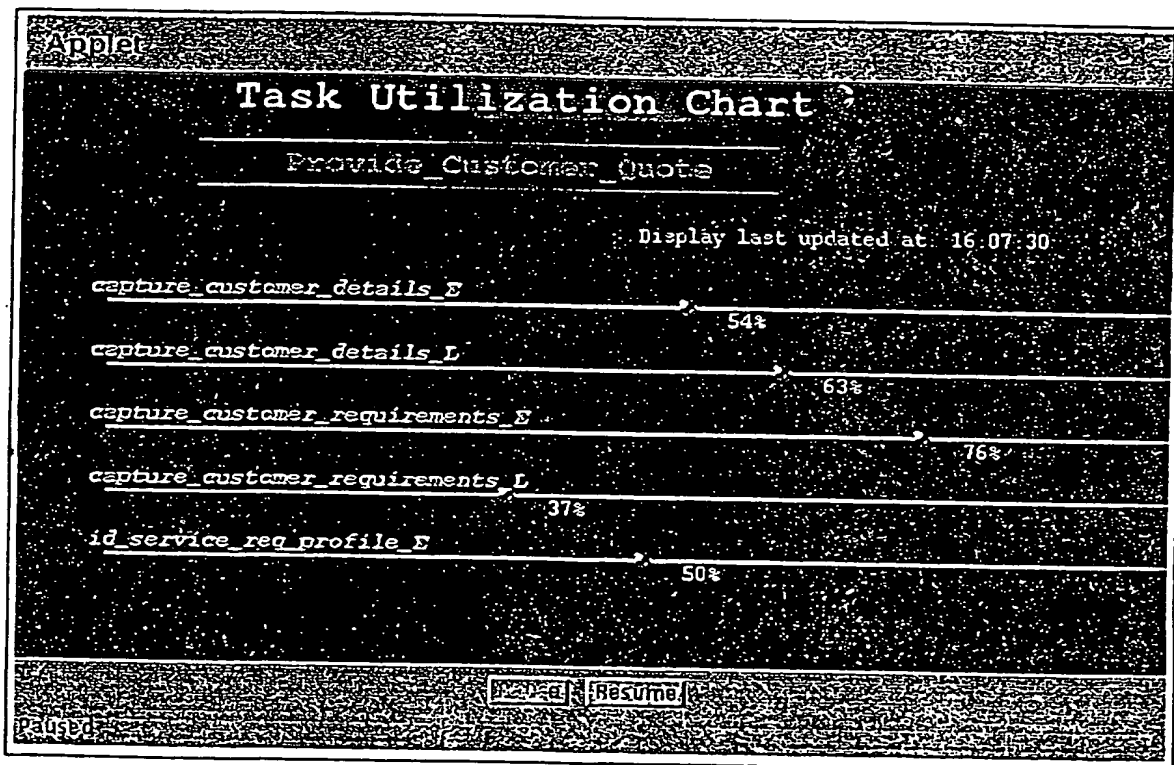 Applet
Task Utilization Chart
Provide_Customer_Quote
Display last updated at 16:07:30
capture_customer_details_E
54%
capture_customer_details_L
63%
capture_customer_requirements_E
76%
capture_customer_requirements_L
37%
id_service_req_profile_E
50%
Resume
paused